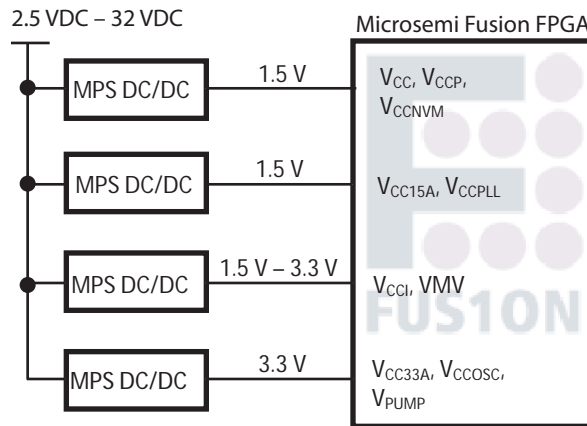 2.5 VDC – 32 VDC
Microsemi Fusion FPGA
MPS DC/DC
1.5 V
VCC, VCCP,
VCCNVM
MPS DC/DC
1.5 V
VCC15A, VCCPLL
MPS DC/DC
1.5 V – 3.3 V
VCCI, VMV
FUS1ON
MPS DC/DC
3.3 V
VCC33A, VCCOSC,
VPUMP